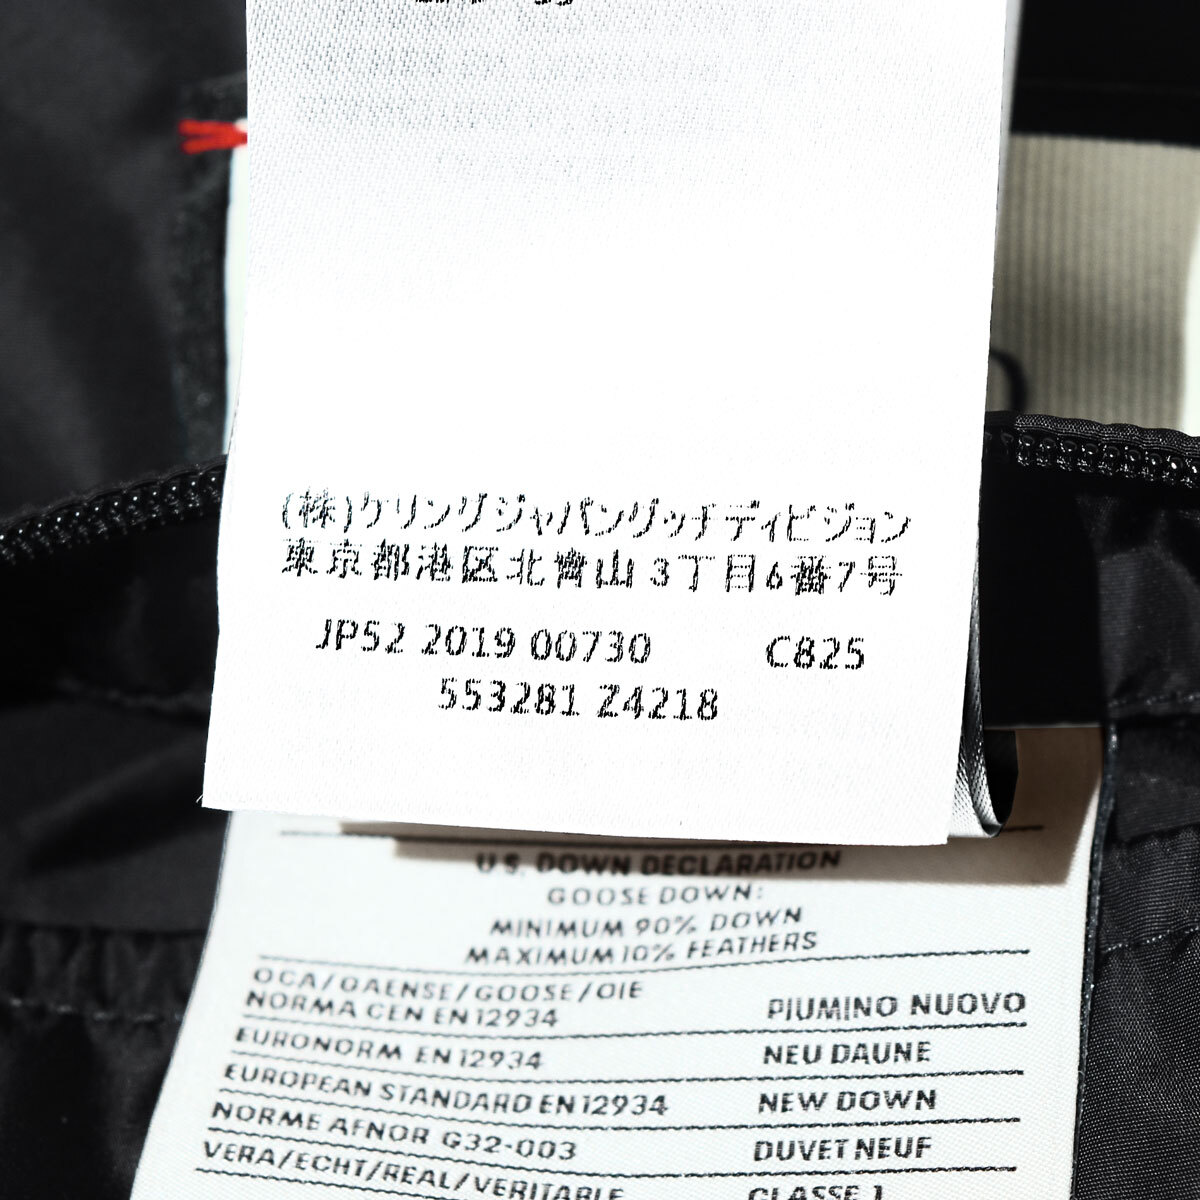 (株)ケリングジャパングッチディビジョン
東京都港区北青山3丁目6番7号
JP52 2019 00730 C825
553281 Z4218
U.S. DOWN DECLARATION
GOOSE DOWN:
MINIMUM 90% DOWN
MAXIMUM 10% FEATHERS
OCA/OAENSE/GOOSE/OIE
NORMA CEN EN 12934 PIUMINO NUOVO
EURONORM EN 12934 NEU DAUNE
EUROPEAN STANDARD EN 12934 NEW DOWN
NORME AFNOR G32-003 DUVET NEUF
VERA/ECHT/REAL/VERITABLE CLASSE 1